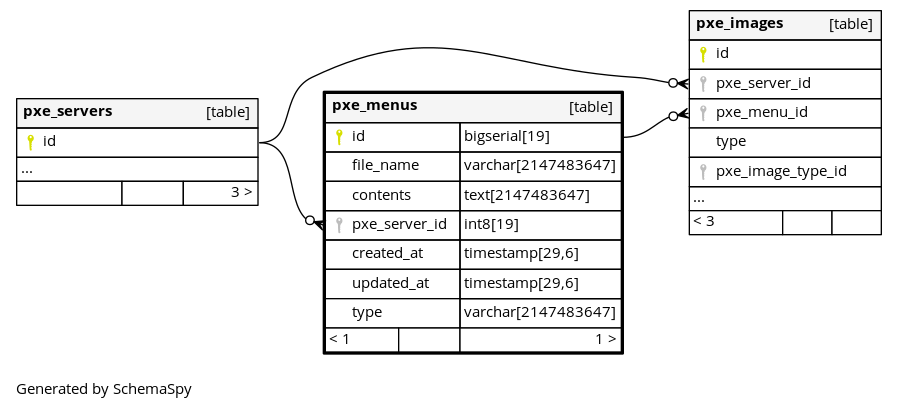 pxe_servers [table]
id
...
3 >
pxe_menus [table]
id bigserial[19]
file_name varchar[2147483647]
contents text[2147483647]
pxe_server_id int8[19]
created_at timestamp[29,6]
updated_at timestamp[29,6]
type varchar[2147483647]
< 1 1 >
pxe_images [table]
id
pxe_server_id
pxe_menu_id
type
pxe_image_type_id
...
< 3
Generated by SchemaSpy